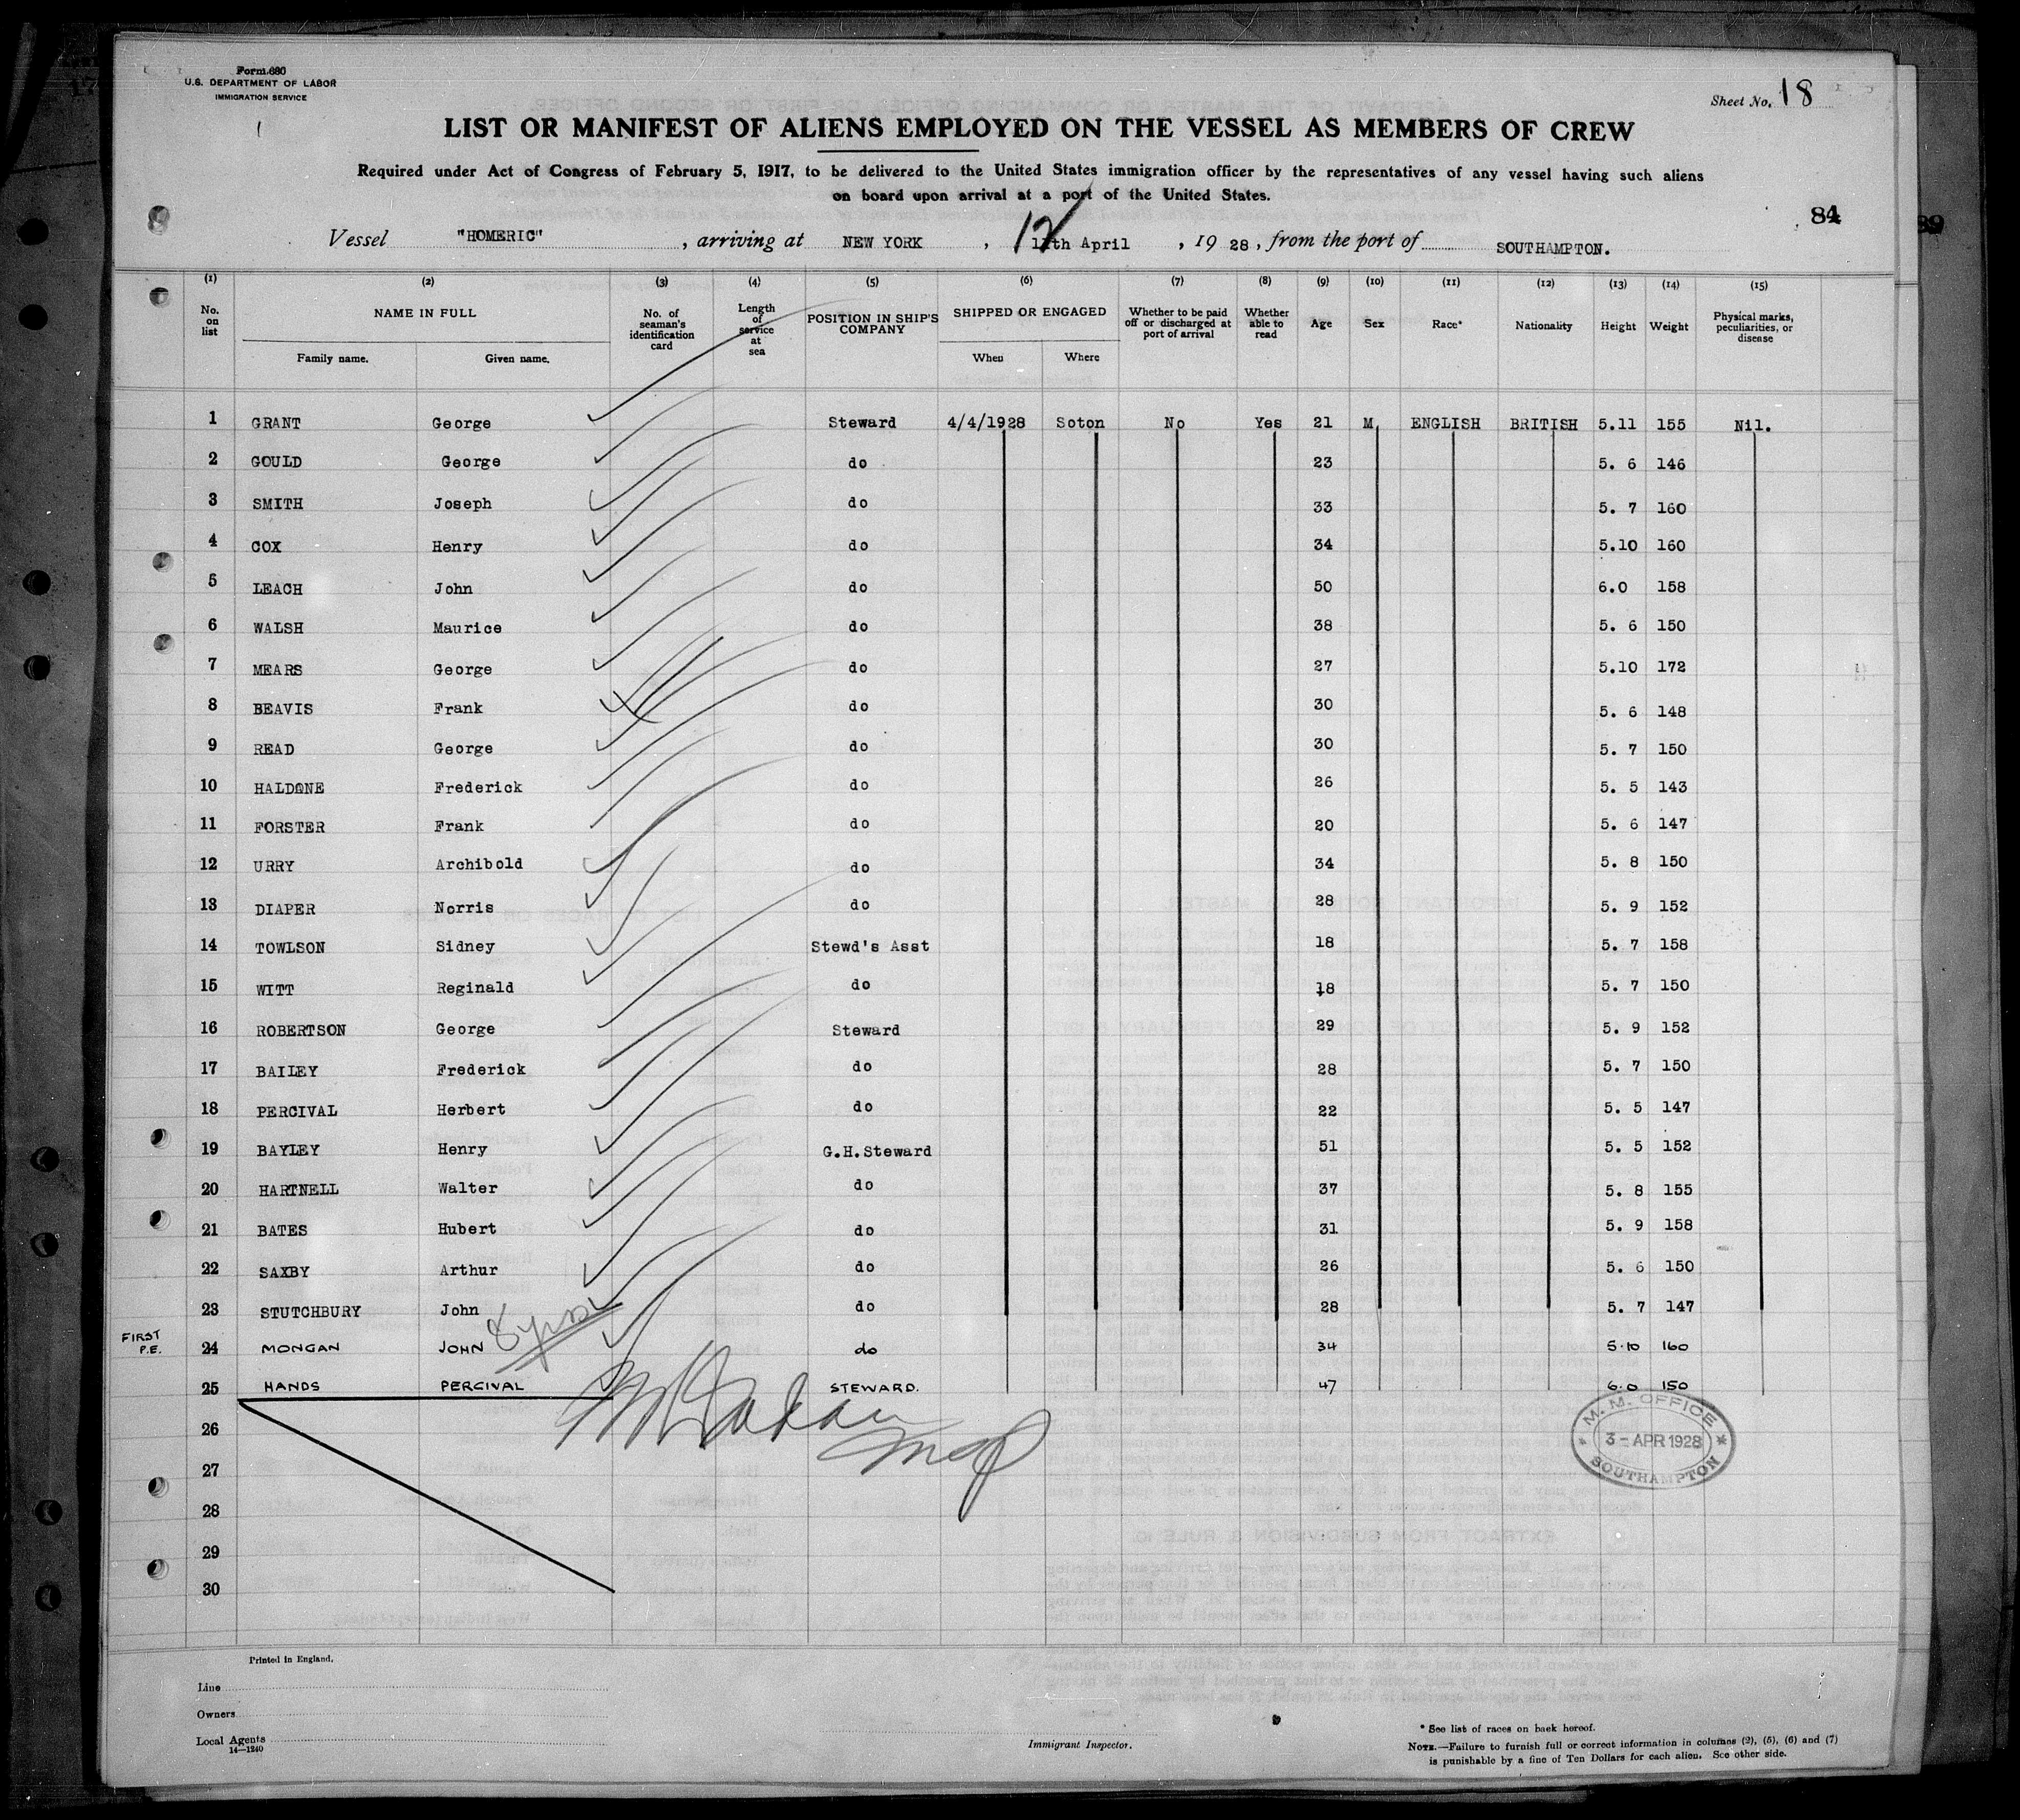 Form 680
U.S. DEPARTMENT OF LABOR
IMMIGRATION SERVICE
Sheet No. 18
LIST OR MANIFEST OF ALIENS EMPLOYED ON THE VESSEL AS MEMBERS OF CREW
Required under Act of Congress of February 5, 1917, to be delivered to the United States immigration officer by the representatives of any vessel having such aliens
on board upon arrival at a port of the United States.
84
89
Vessel "HOMERIC", arriving at NEW YORK, 12 11th April, 1928, from the port of SOUTHAMPTON.
(1) (2) (3) (4) (5) (6) (7) (8) (9) (10) (11) (12) (13) (14) (15)
No. on list NAME IN FULL Family name. Given name. No. of seaman's identification card Length of service at sea POSITION IN SHIP'S COMPANY SHIPPED OR ENGAGED When Where Whether to be paid off or discharged at port of arrival Whether able to read Age Sex Race* Nationality Height Weight Physical marks, peculiarities, or disease
1 GRANT George Steward 4/4/1928 Soton No Yes 21 M. ENGLISH BRITISH 5.11 155 Nil.
2 GOULD George do 23 5. 6 146
3 SMITH Joseph do 33 5. 7 160
4 COX Henry do 34 5.10 160
5 LEACH John do 50 6.0 158
6 WALSH Maurice do 38 5. 6 150
7 MEARS George do 27 5.10 172
8 BEAVIS Frank do 30 5. 6 148
9 READ George do 30 5. 7 150
10 HALDONE Frederick do 26 5. 5 143
11 FORSTER Frank do 20 5. 6 147
12 URRY Archibold do 34 5. 8 150
13 DIAPER Norris do 28 5. 9 152
14 TOWLSON Sidney Stewd's Asst 18 5. 7 158
15 WITT Reginald do 18 5. 7 150
16 ROBERTSON George Steward 29 5. 9 152
17 BAILEY Frederick do 28 5. 7 150
18 PERCIVAL Herbert do 22 5. 5 147
19 BAYLEY Henry G.H.Steward 51 5. 5 152
20 HARTNELL Walter do 37 5. 8 155
21 BATES Hubert do 31 5. 9 158
22 SAXBY Arthur do 26 5. 6 150
23 STUTCHBURY John do 28 5. 7 147
FIRST P.E. 24 MONGAN JOHN do 34 5.10 160
25 HANDS PERCIVAL STEWARD. 47 6.0 150
26
27
28
29
30
M. M. OFFICE
3 - APR 1928
SOUTHAMPTON
Printed in England.
Line
Owners
Local Agents
14—1240
Immigrant Inspector.
* See list of races on back hereof.
NOTE.—Failure to furnish full or correct information in columns (2), (5), (6) and (7)
is punishable by a fine of Ten Dollars for each alien. See other side.